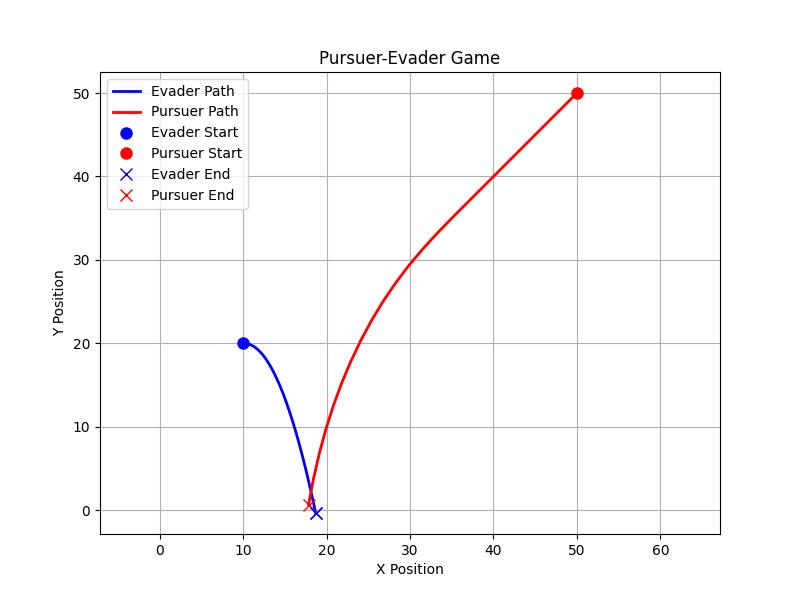 Pursuer-Evader Game
Evader Path
Pursuer Path
Evader Start
Pursuer Start
Evader End
Pursuer End
50
40
30
20
10
0
Y Position
0 10 20 30 40 50 60
X Position